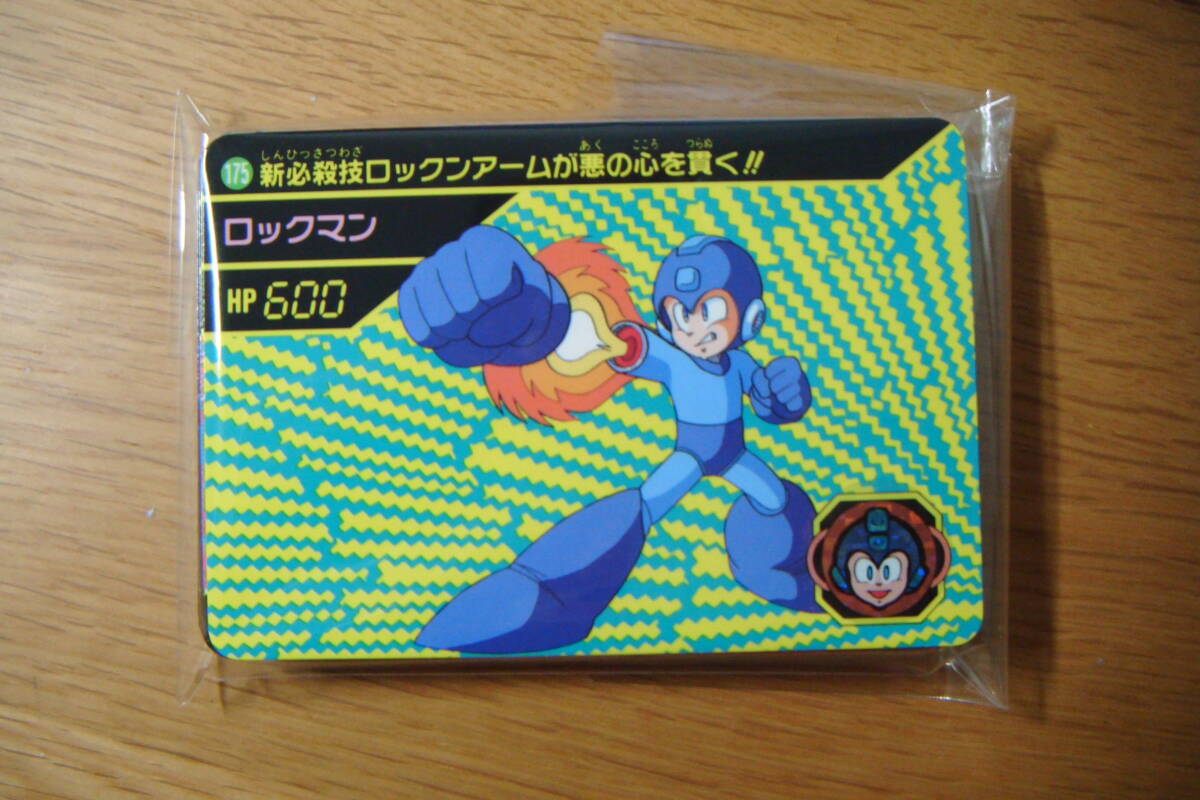 しんひっさつわざ あく こころ つらぬ
175 新必殺技ロックンアームが悪の心を貫く!!
ロックマン
HP 600